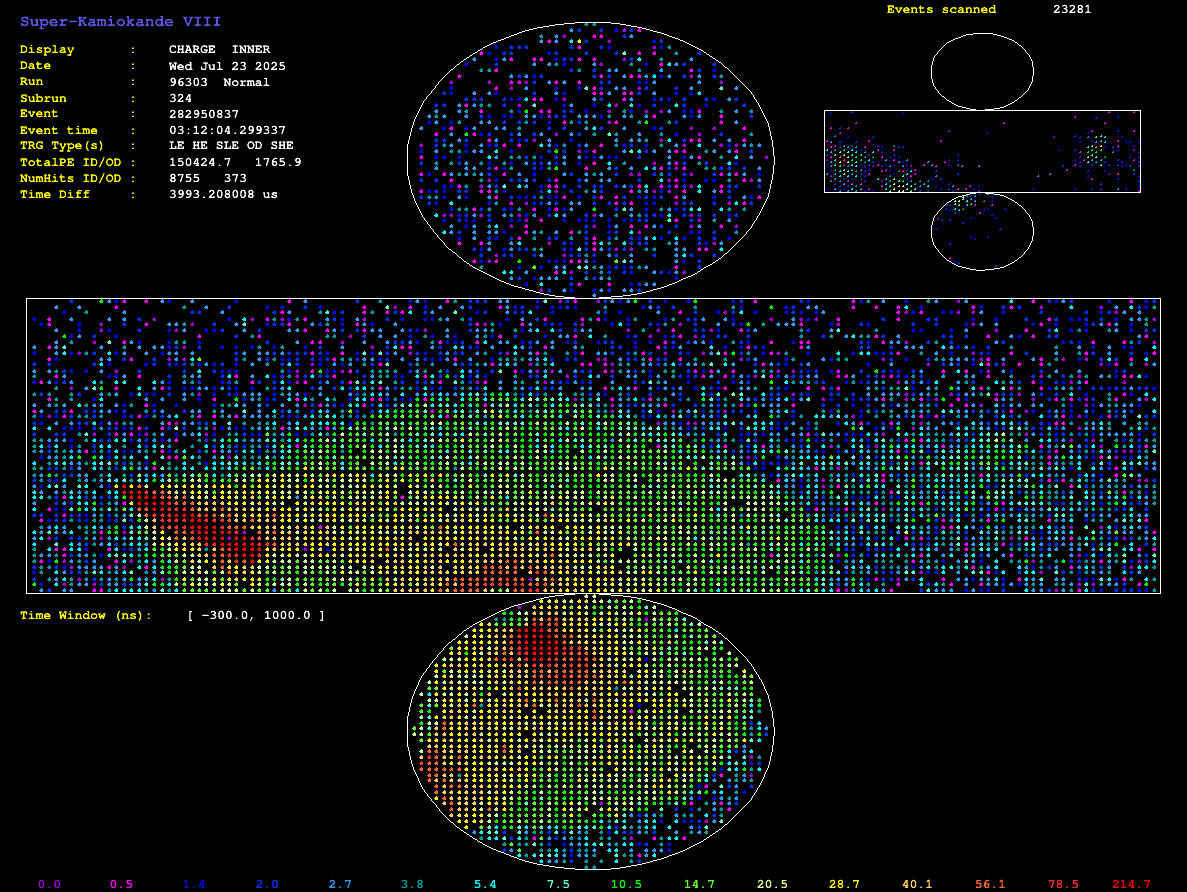 Super-Kamiokande VIII
Display : CHARGE INNER
Date : Wed Jul 23 2025
Run : 96303 Normal
Subrun : 324
Event : 282950837
Event time : 03:12:04.299337
TRG Type(s) : LE HE SLE OD SHE
TotalPE ID/OD : 150424.7 1765.9
NumHits ID/OD : 8755 373
Time Diff : 3993.208008 us
Events scanned 23281
Time Window (ns): [ -300.0, 1000.0 ]
0.0 0.5 1.4 2.0 2.7 3.8 5.4 7.5 10.5 14.7 20.5 28.7 40.1 56.1 78.5 214.7